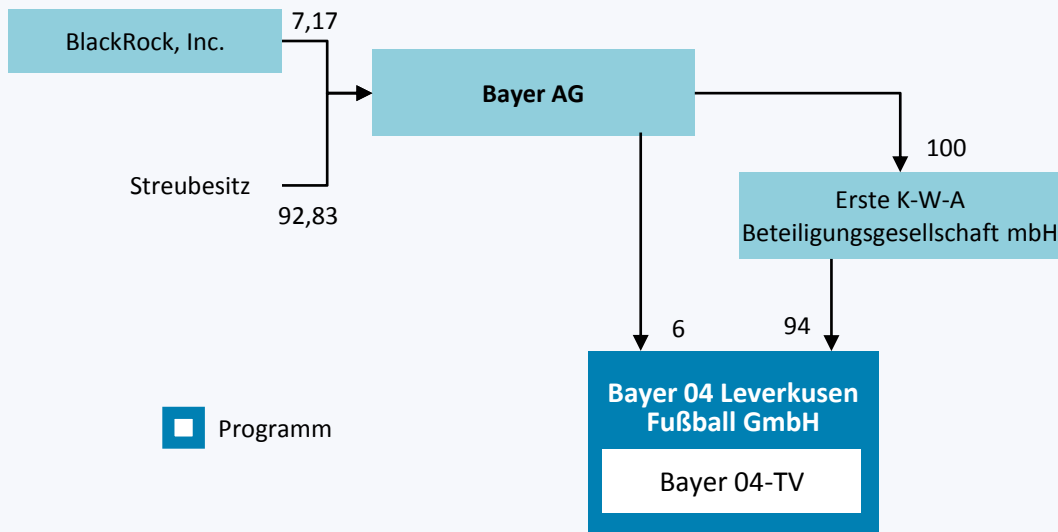 7,17
BlackRock, Inc.
Bayer AG
100
Streubesitz
92,83
Erste K-W-A
Beteiligungsgesellschaft mbH
6
94
Bayer 04 Leverkusen
Fußball GmbH
Programm
Bayer 04-TV